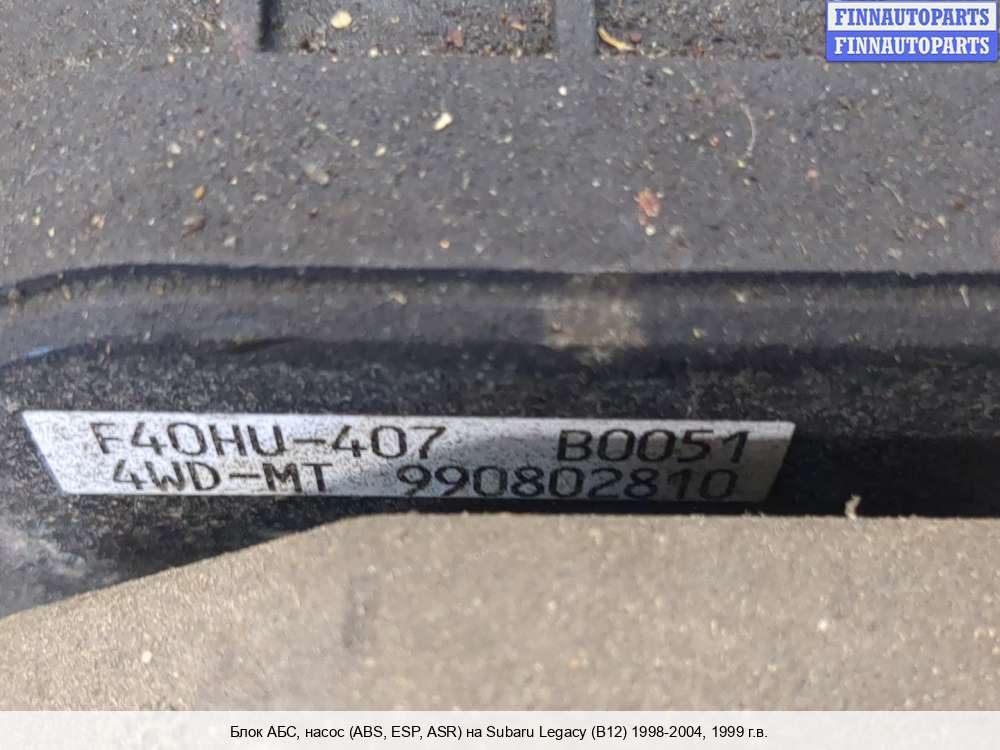 FINNAUTOPARTS
FINNAUTOPARTS
F40HU-407 B0051
4WD-MT 990802810
Блок АБС, насос (ABS, ESP, ASR) на Subaru Legacy (B12) 1998-2004, 1999 г.в.